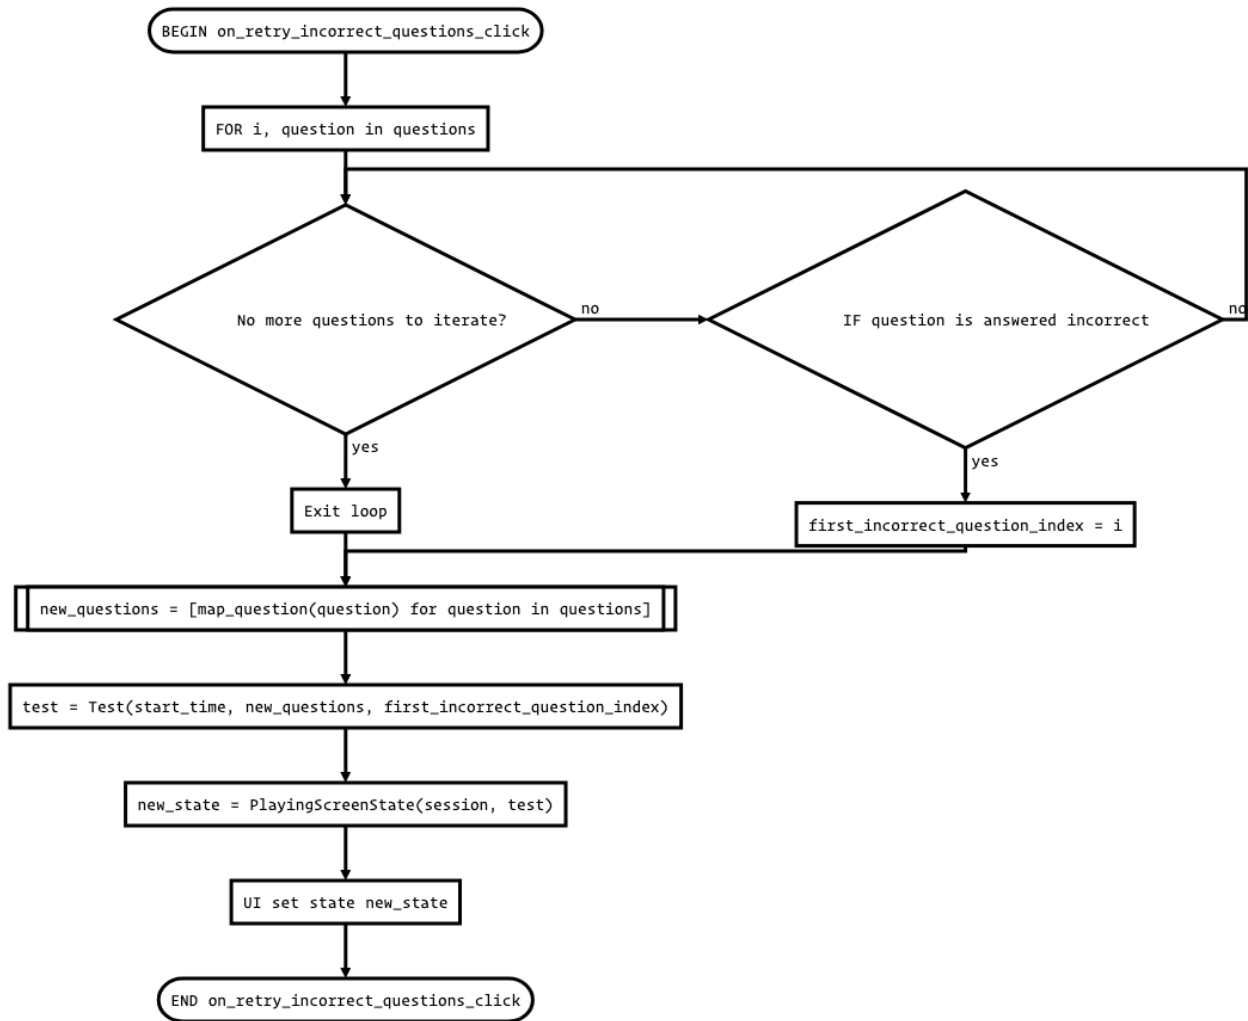 BEGIN on_retry_incorrect_questions_click
FOR i, question in questions
No more questions to iterate?
no
IF question is answered incorrect
no
yes
yes
Exit loop
first_incorrect_question_index = i
new_questions = [map_question(question) for question in questions]
test = Test(start_time, new_questions, first_incorrect_question_index)
new_state = PlayingScreenState(session, test)
UI set state new_state
END on_retry_incorrect_questions_click